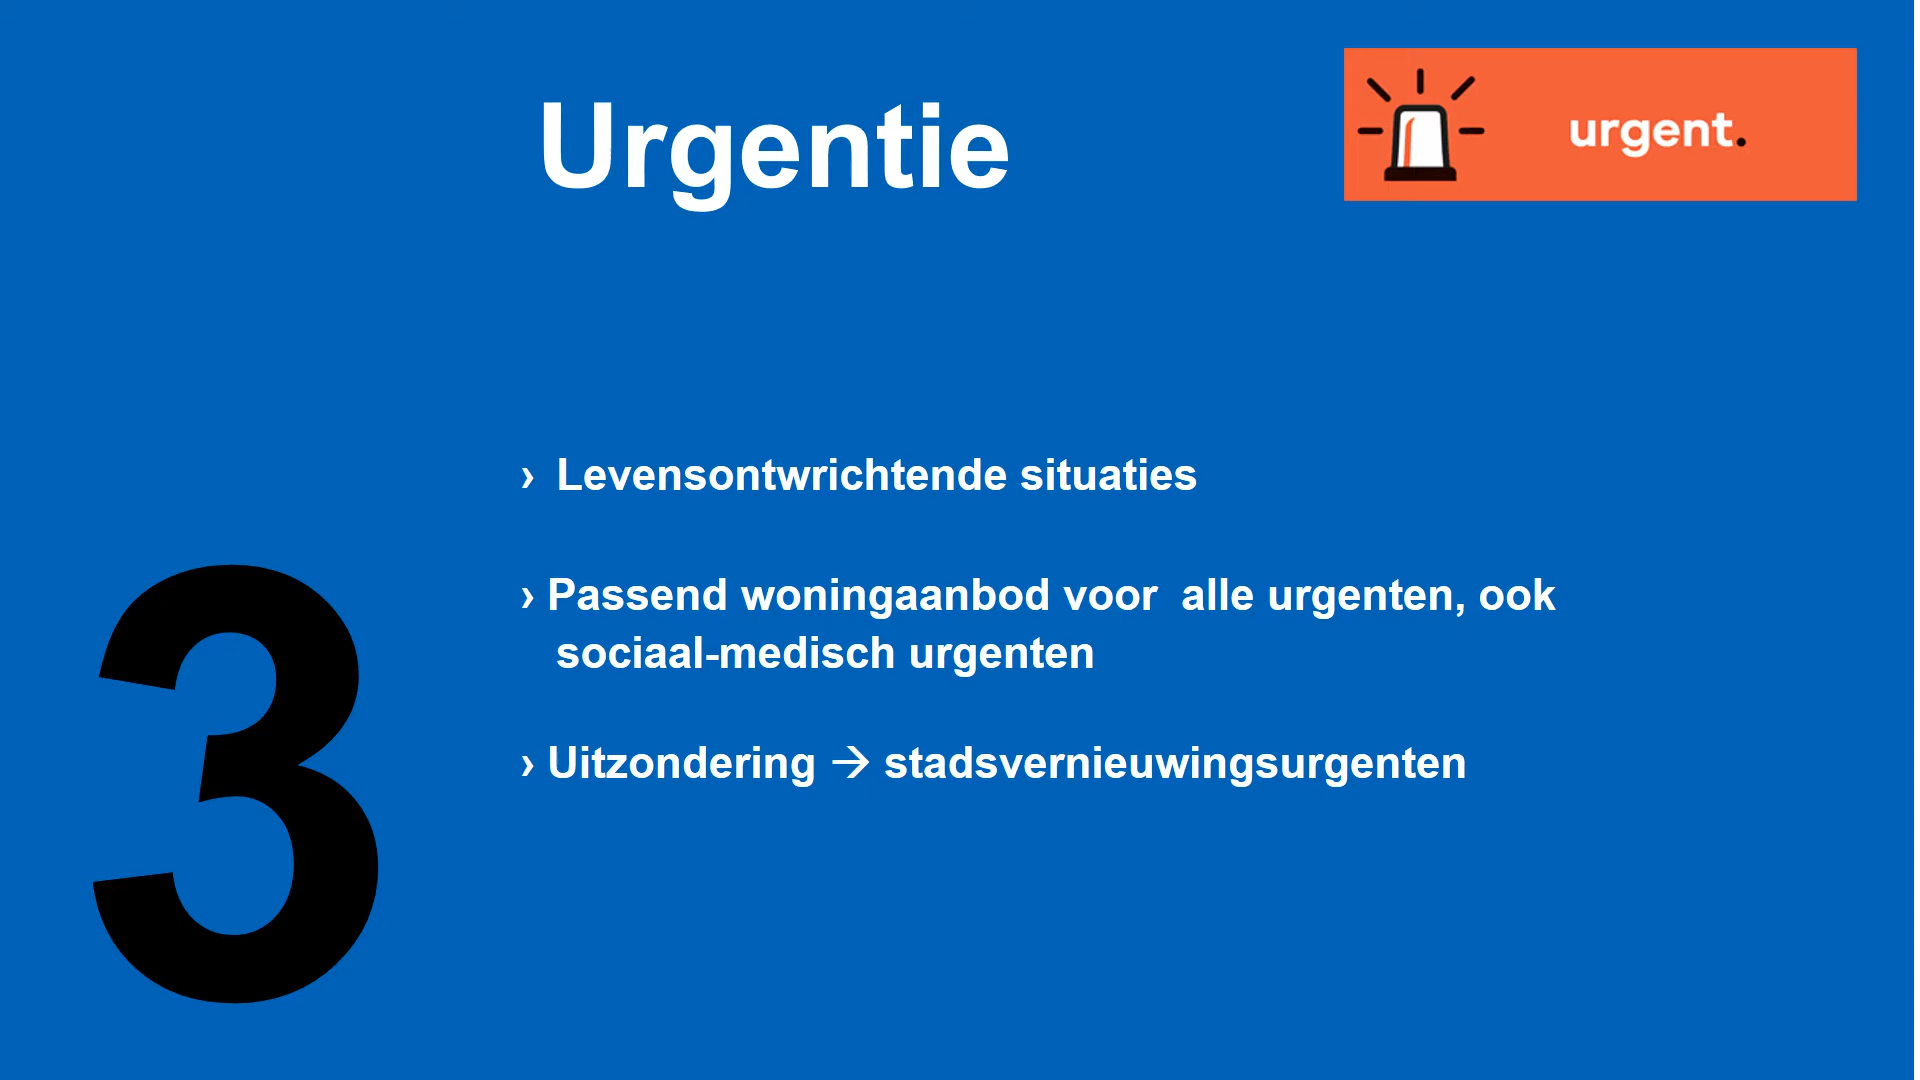 Urgentie
urgent.
› Levensontwrichtende situaties
› Passend woningaanbod voor alle urgenten, ook
sociaal-medisch urgenten
› Uitzondering → stadsvernieuwingsurgenten
3